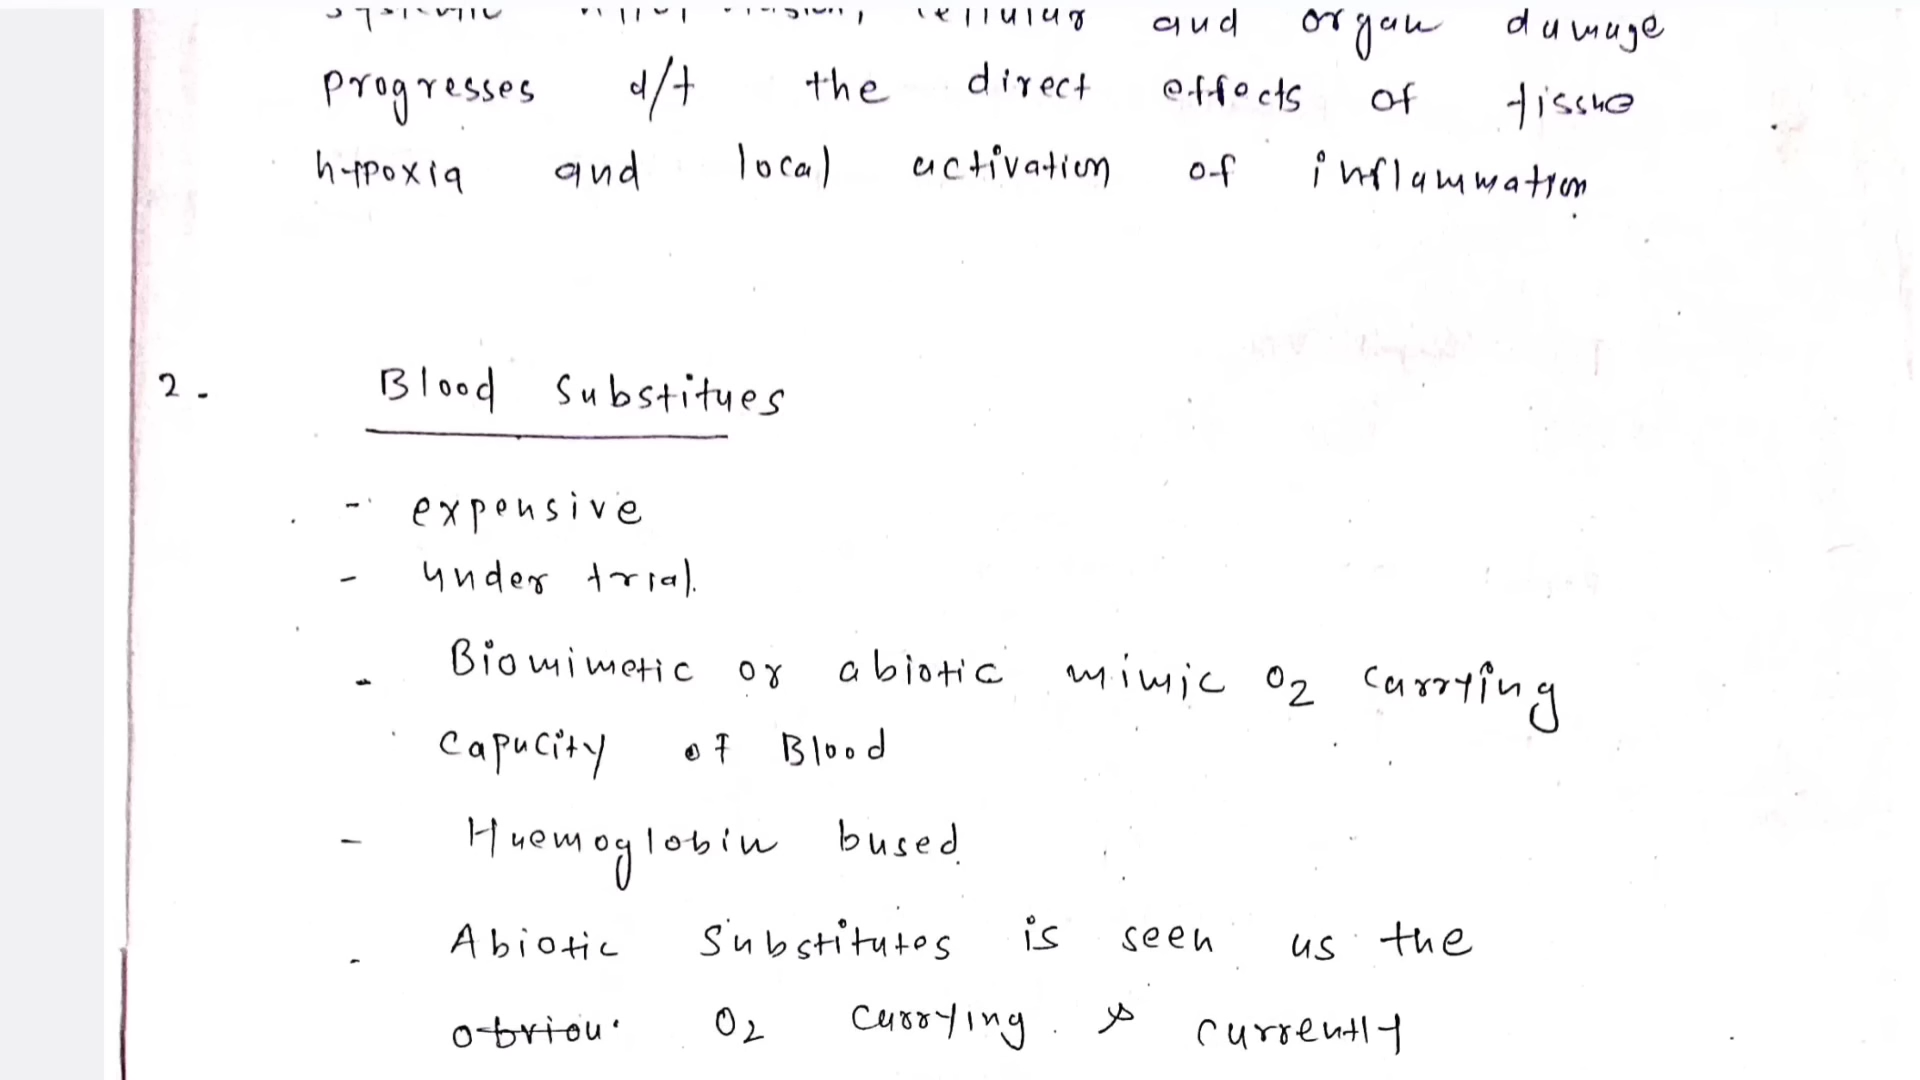 and organ damage
progresses d/t the direct effects of tissue
hypoxia and local activation of inflammation
2. Blood Substitues
- expensive
- under trial.
- Biomimetic or abiotic mimic O2 carrying
capacity of Blood
- Haemoglobin based
- Abiotic Substitutes is seen as the
O2 carrying. currently